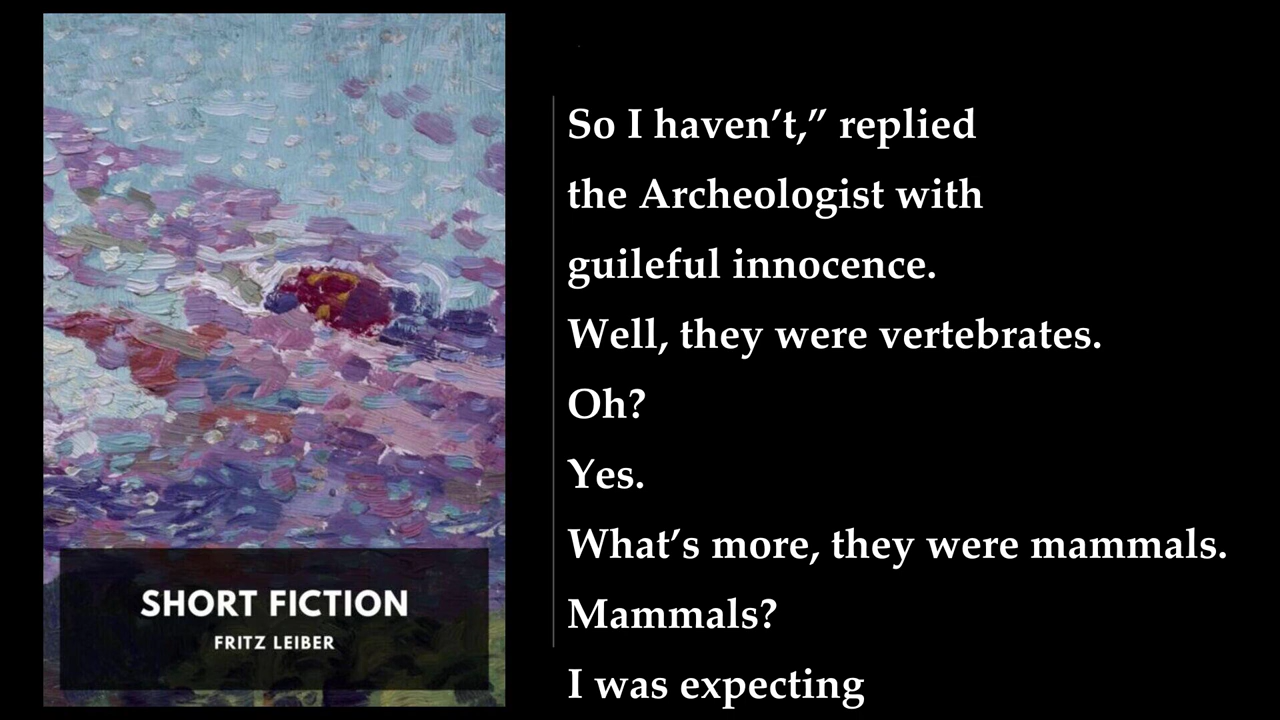 SHORT FICTION
FRITZ LEIBER
So I haven’t,” replied
the Archeologist with
guileful innocence.
Well, they were vertebrates.
Oh?
Yes.
What’s more, they were mammals.
Mammals?
I was expecting